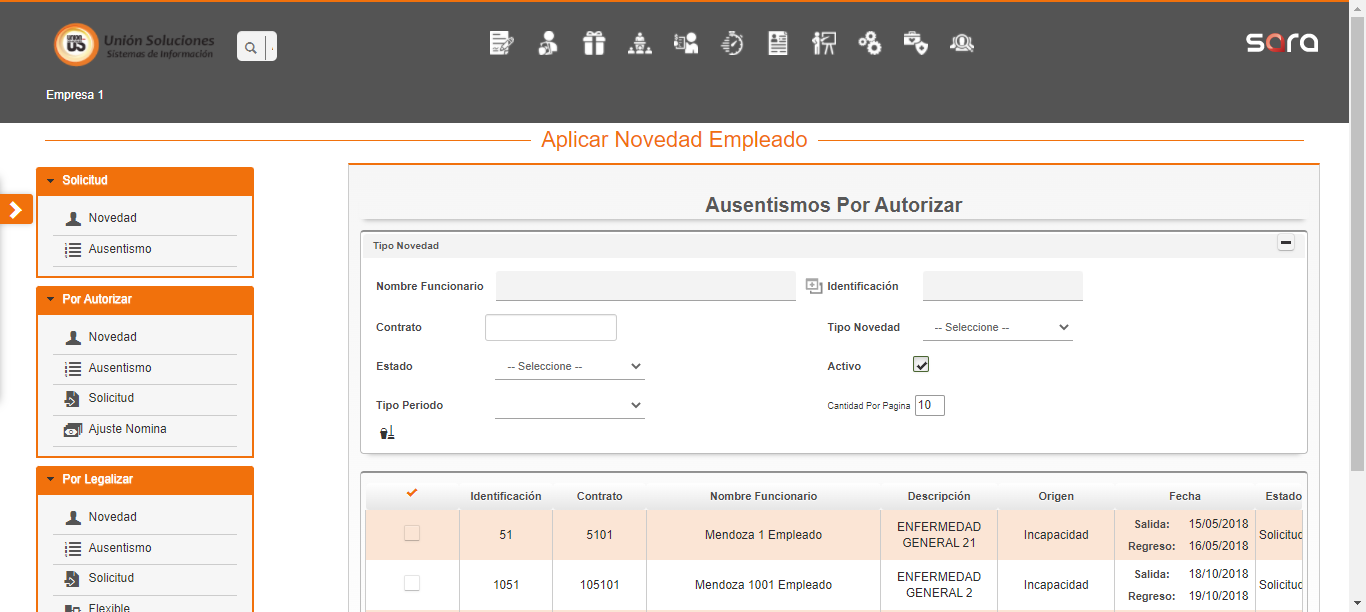 UNION
US
Unión Soluciones
Sistemas de Información
sara
Empresa 1
Aplicar Novedad Empleado
Solicitud
Novedad
Ausentismo
Por Autorizar
Novedad
Ausentismo
Solicitud
Ajuste Nomina
Por Legalizar
Novedad
Ausentismo
Solicitud
Flexible
Ausentismos Por Autorizar
Tipo Novedad
Nombre Funcionario
Identificación
Contrato
Tipo Novedad
-- Seleccione --
Estado
-- Seleccione --
Activo
Tipo Periodo
Cantidad Por Pagina
10
Identificación Contrato Nombre Funcionario Descripción Origen Fecha Estado
51 5101 Mendoza 1 Empleado ENFERMEDAD GENERAL 21 Incapacidad Salida: 15/05/2018 Regreso: 16/05/2018 Solicitud
1051 105101 Mendoza 1001 Empleado ENFERMEDAD GENERAL 2 Incapacidad Salida: 18/10/2018 Regreso: 19/10/2018 Solicitud